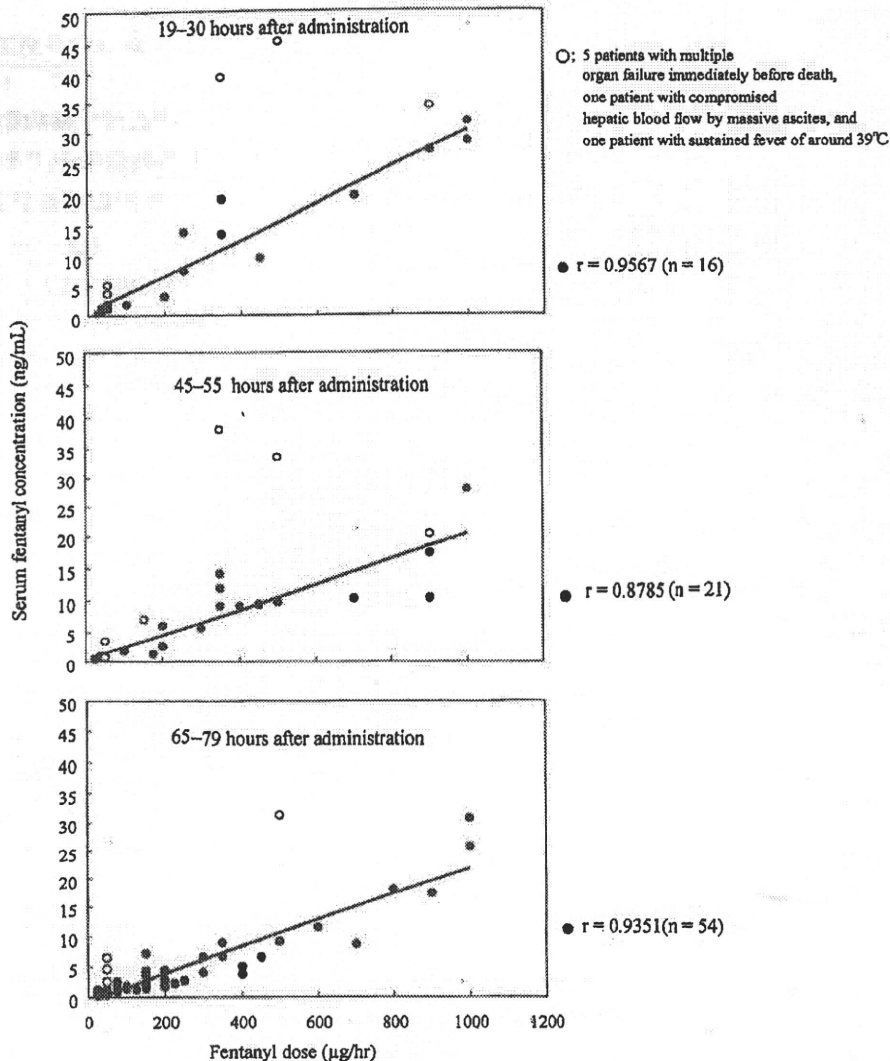 50
45
40
35
30
25
20
15
10
5
0
19–30 hours after administration
O; 5 patients with multiple
organ failure immediately before death,
one patient with compromised
hepatic blood flow by massive ascites, and
one patient with sustained fever of around 39°C
● r = 0.9567 (n = 16)
Serum fentanyl concentration (ng/mL)
50
45
40
35
30
25
20
15
10
5
0
45–55 hours after administration
● r = 0.8785 (n = 21)
50
45
40
35
30
25
20
15
10
5
0
65–79 hours after administration
● r = 0.9351(n = 54)
0 200 400 600 800 1000 1200
Fentanyl dose (µg/hr)